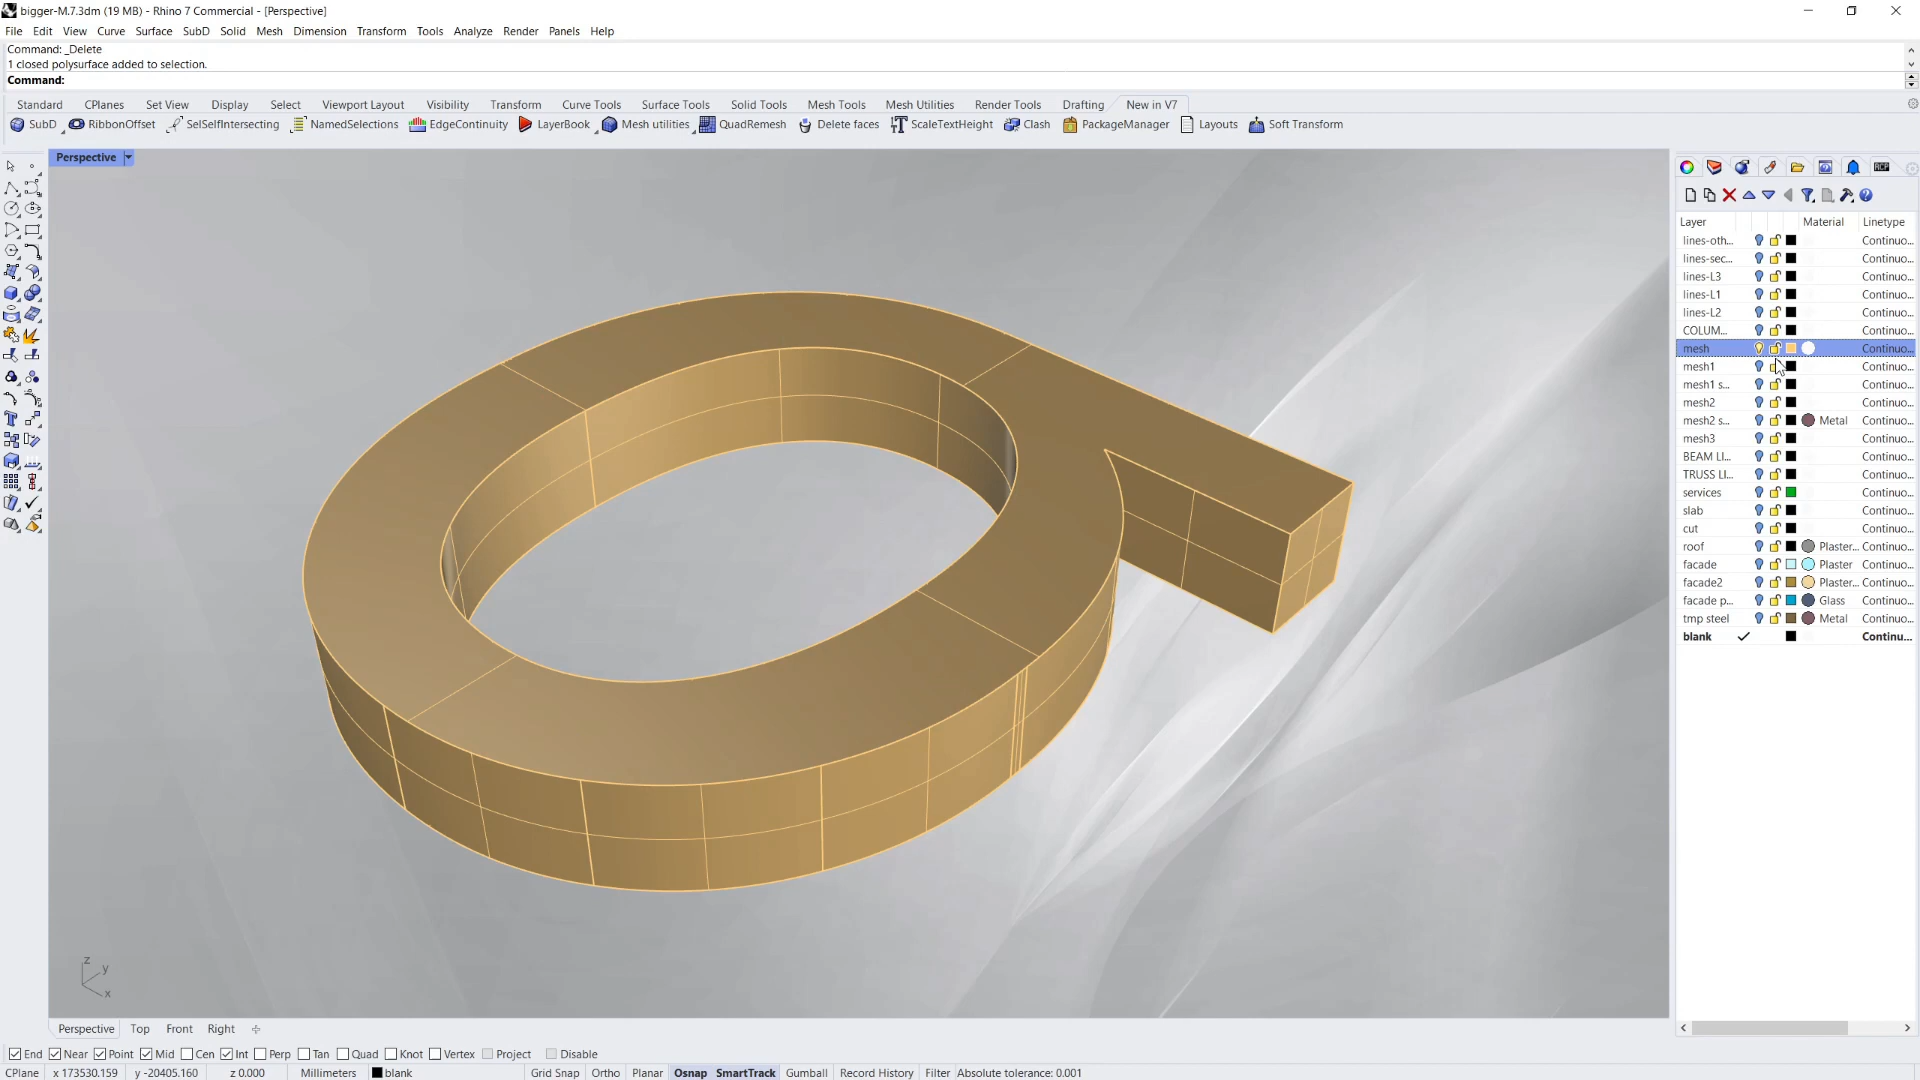 bigger-M.7.3dm (19 MB) - Rhino 7 Commercial - [Perspective]
File Edit View Curve Surface SubD Solid Mesh Dimension Transform Tools Analyze Render Panels Help
Command: _Delete
1 closed polysurface added to selection.
Command:
Standard CPlanes Set View Display Select Viewport Layout Visibility Transform Curve Tools Surface Tools Solid Tools Mesh Tools Mesh Utilities Render Tools Drafting New in V7
SubD RibbonOffset SelSelfIntersecting NamedSelections EdgeContinuity LayerBook Mesh utilities QuadRemesh Delete faces ScaleTextHeight Clash PackageManager Layouts Soft Transform
Perspective
Layer Material Linetype
lines-oth... Continuo...
lines-sec... Continuo...
lines-L3 Continuo...
lines-L1 Continuo...
lines-L2 Continuo...
COLUM... Continuo...
mesh Continuo...
mesh1 Continuo...
mesh1 s... Continuo...
mesh2 Continuo...
mesh2 s... Metal Continuo...
mesh3 Continuo...
BEAM LI... Continuo...
TRUSS LI... Continuo...
services Continuo...
slab Continuo...
cut Continuo...
roof Plaster... Continuo...
facade Plaster Continuo...
facade2 Plaster... Continuo...
facade p... Glass Continuo...
tmp steel Metal Continuo...
blank Continu...
z
y
x
Perspective Top Front Right
End Near Point Mid Cen Int Perp Tan Quad Knot Vertex Project Disable
CPlane x 173530.159 y -20405.160 z 0.000 Millimeters blank Grid Snap Ortho Planar Osnap SmartTrack Gumball Record History Filter Absolute tolerance: 0.001